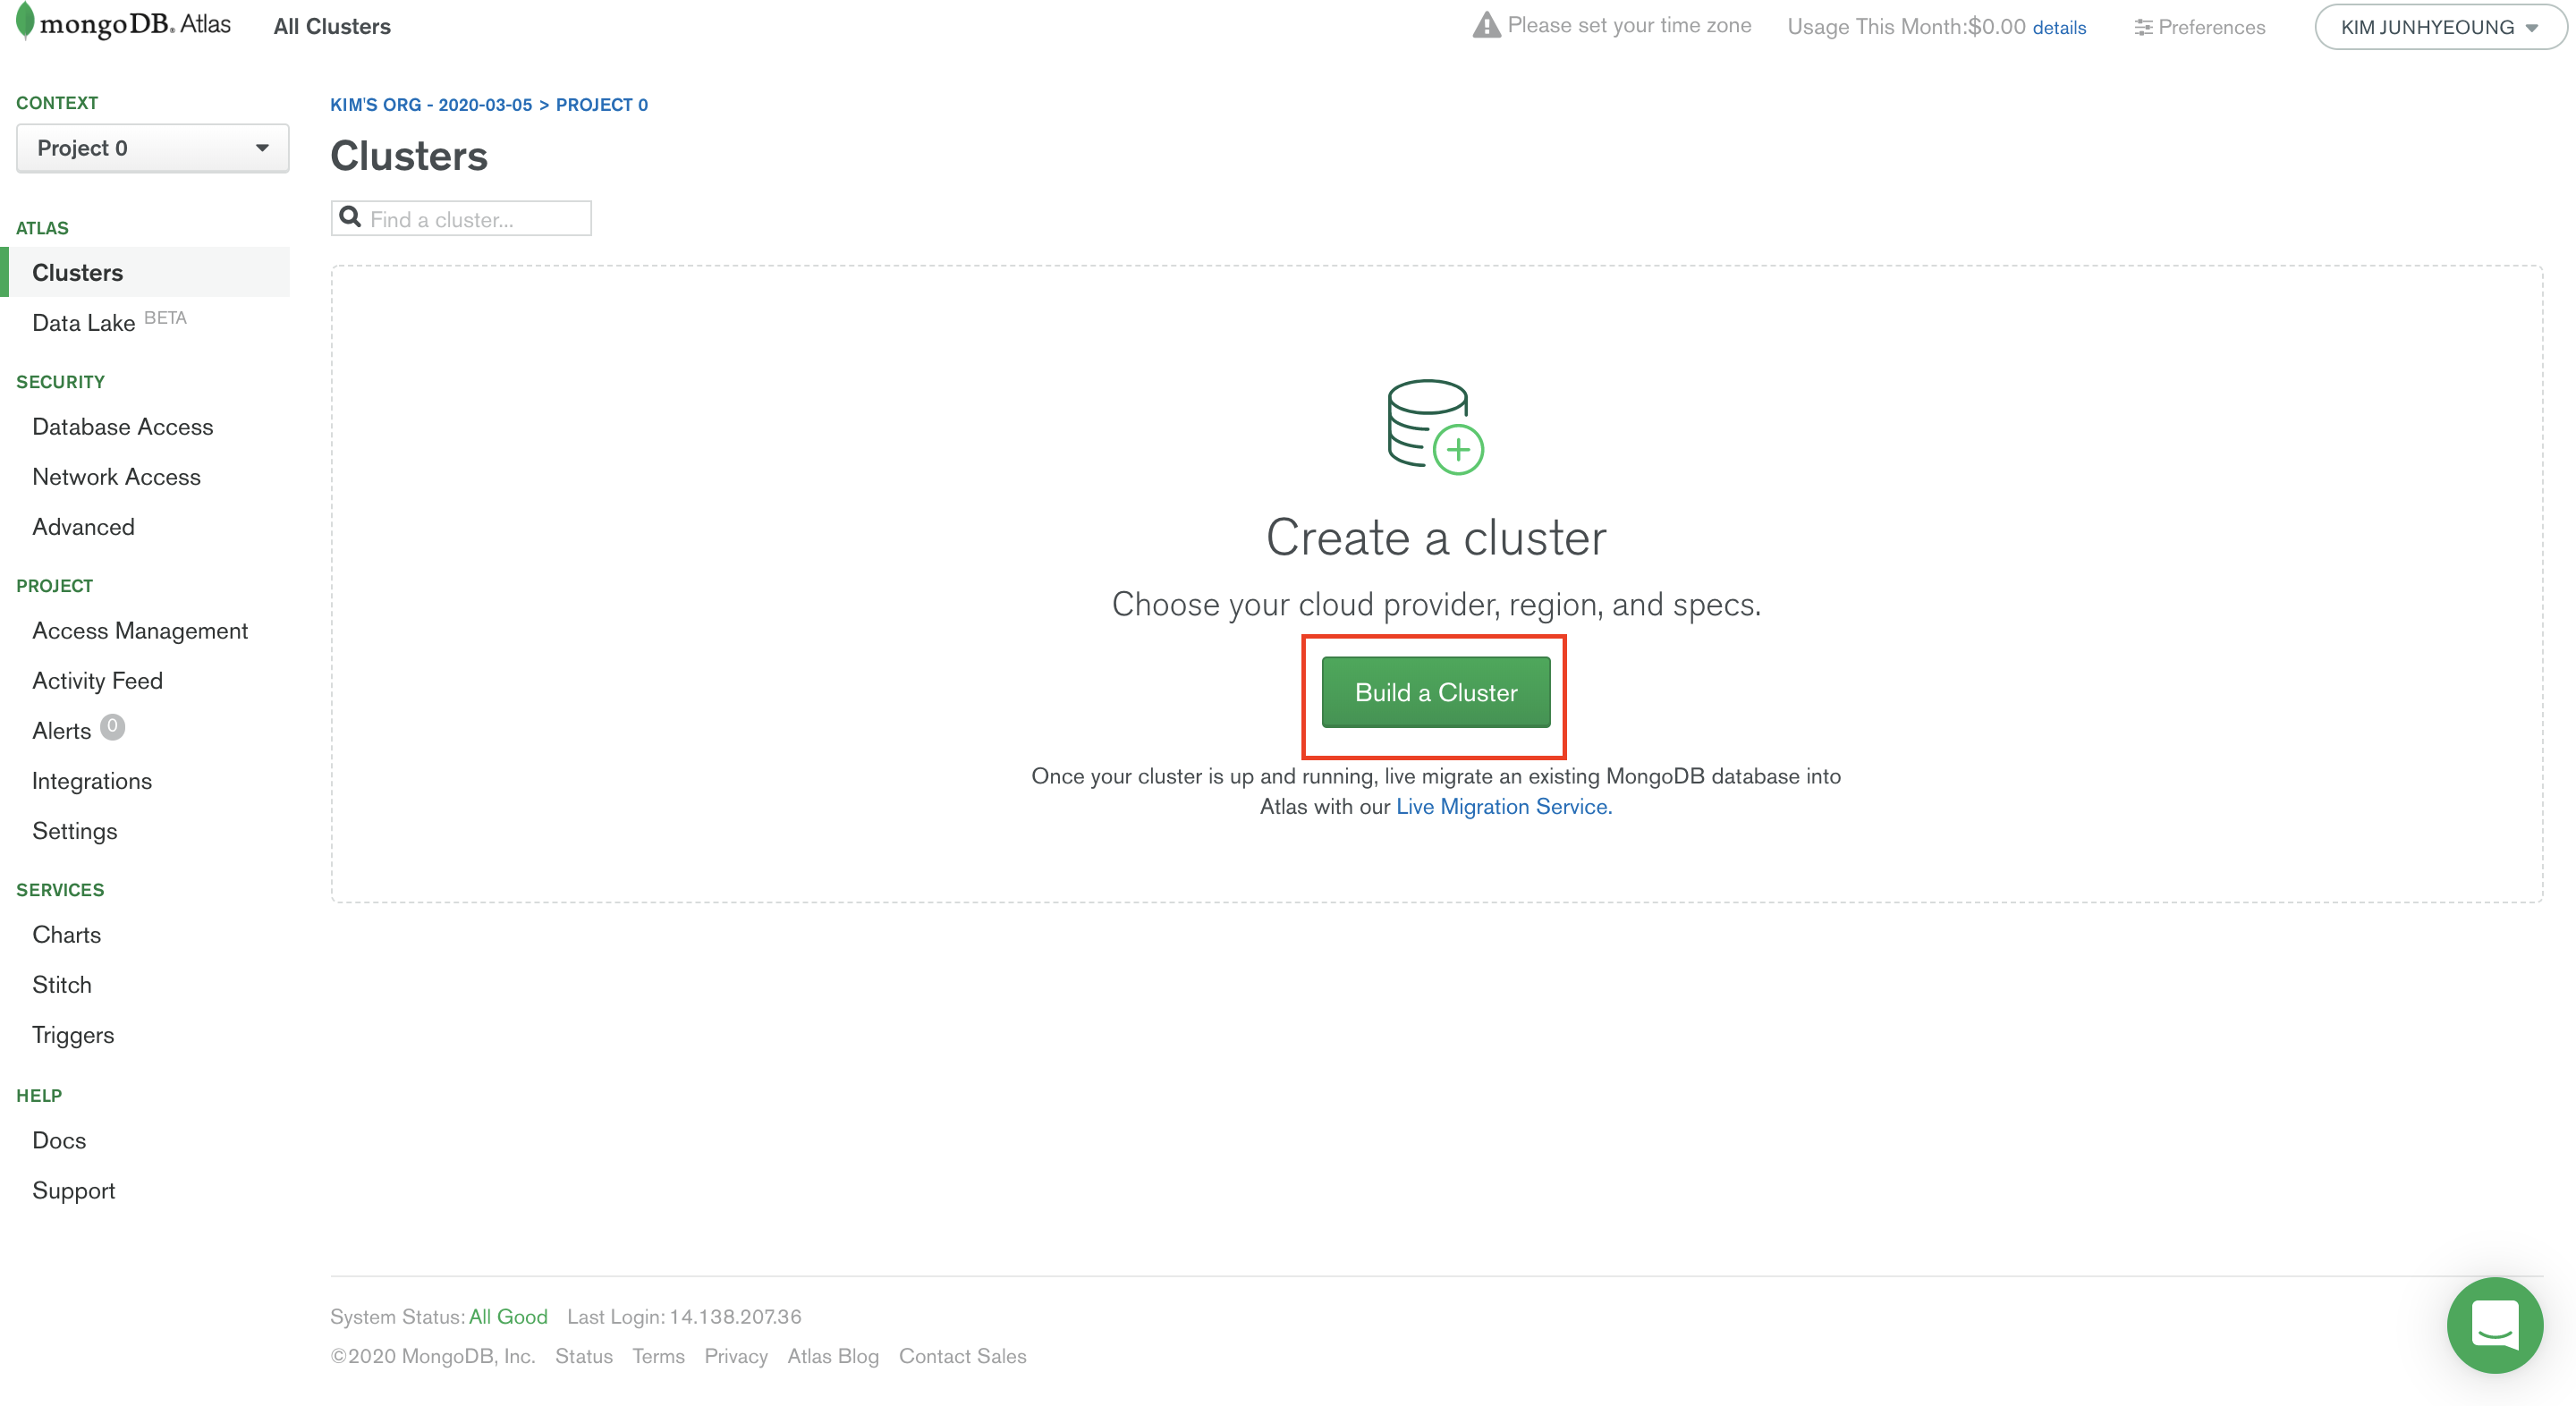 mongoDB. Atlas
All Clusters
Please set your time zone
Usage This Month:$0.00 details
Preferences
KIM JUNHYEOUNG
CONTEXT
Project 0
ATLAS
Clusters
Data Lake BETA
SECURITY
Database Access
Network Access
Advanced
PROJECT
Access Management
Activity Feed
Alerts 0
Integrations
Settings
SERVICES
Charts
Stitch
Triggers
HELP
Docs
Support
KIM'S ORG - 2020-03-05 > PROJECT 0
Clusters
Find a cluster...
Create a cluster
Choose your cloud provider, region, and specs.
Build a Cluster
Once your cluster is up and running, live migrate an existing MongoDB database into
Atlas with our Live Migration Service.
System Status: All Good Last Login: 14.138.207.36
©2020 MongoDB, Inc. Status Terms Privacy Atlas Blog Contact Sales